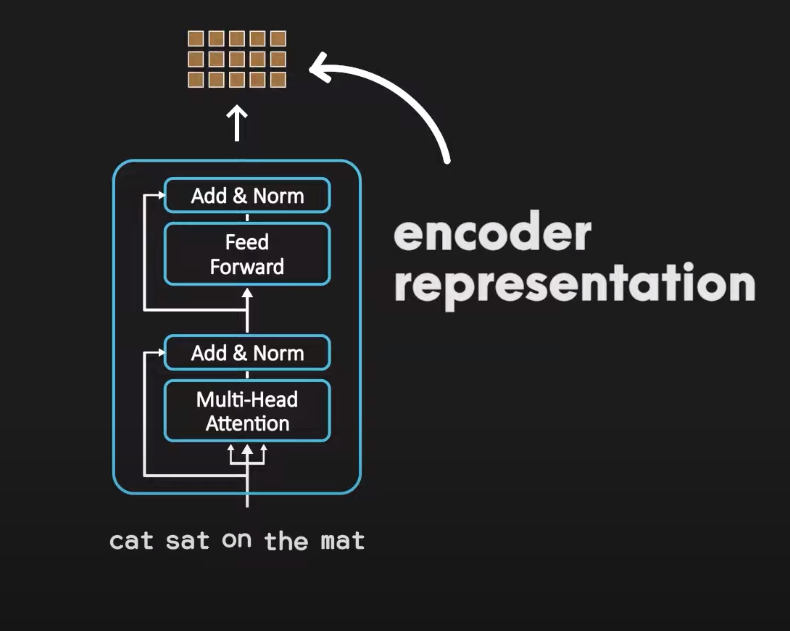 Add & Norm
Feed
Forward
encoder
representation
Add & Norm
Multi-Head
Attention
cat sat on the mat